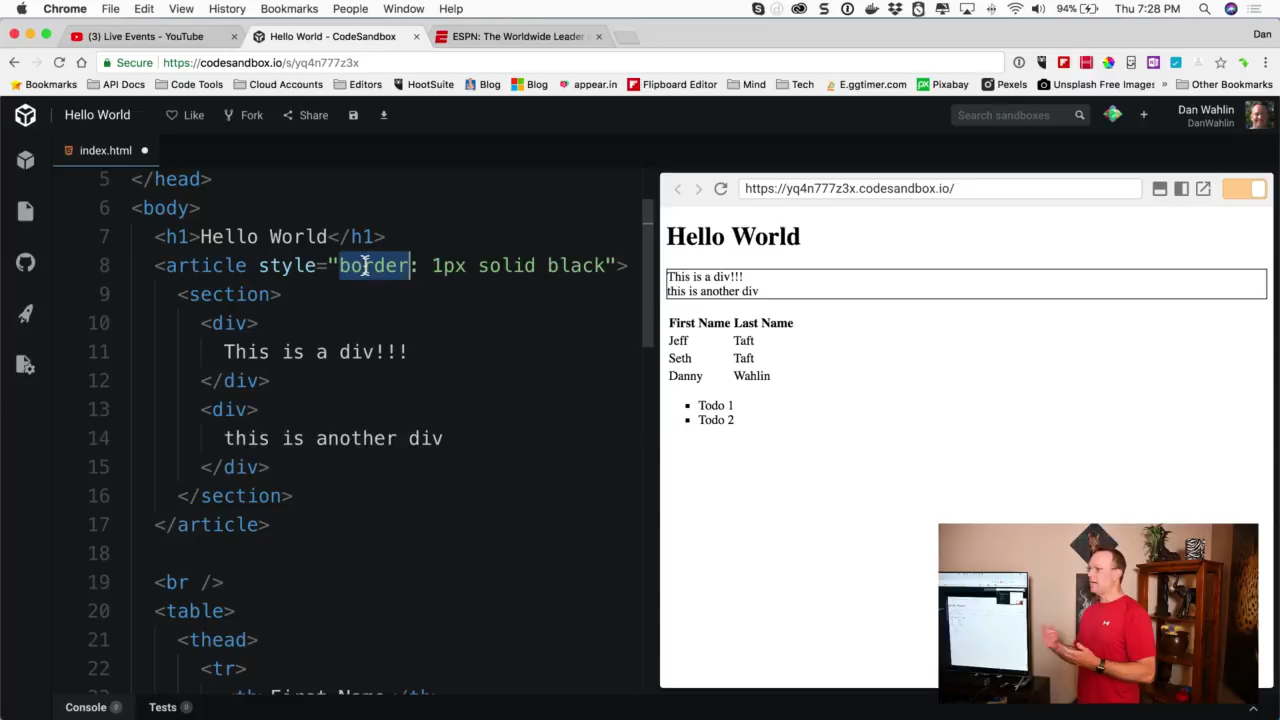 Chrome File Edit View History Bookmarks People Window Help 94% Thu 7:28 PM
(3) Live Events - YouTube × Hello World - CodeSandbox × ESPN: The Worldwide Leader × Dan
Secure https://codesandbox.io/s/yq4n777z3x
Bookmarks API Docs Code Tools Cloud Accounts Editors HootSuite Blog Blog appear.in Flipboard Editor Mind Tech E.ggtimer.com Pixabay Pexels Unsplash Free Images » Other Bookmarks
Hello World Like Fork Share Search sandboxes Dan Wahlin
DanWahlin
index.html
5 </head>
6 <body>
7 <h1>Hello World</h1>
8 <article style="border: 1px solid black">
9 <section>
10 <div>
11 This is a div!!!
12 </div>
13 <div>
14 this is another div
15 </div>
16 </section>
17 </article>
18
19 <br />
20 <table>
21 <thead>
22 <tr>
Console 0 Tests 0
https://yq4n777z3x.codesandbox.io/
Hello World
This is a div!!!
this is another div
First Name Last Name
Jeff Taft
Seth Taft
Danny Wahlin
Todo 1
Todo 2